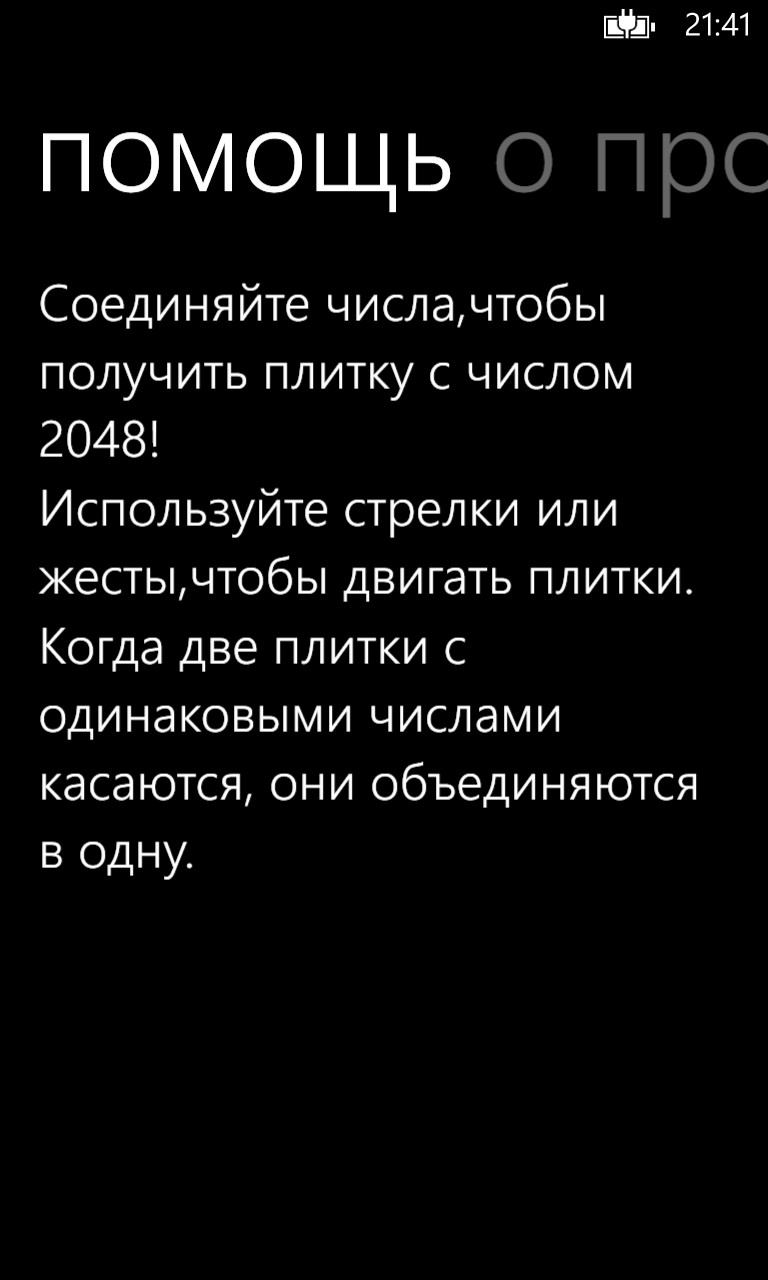 21:41
помощь о про
Соединяйте числа,чтобы
получить плитку с числом
2048!
Используйте стрелки или
жесты,чтобы двигать плитки.
Когда две плитки с
одинаковыми числами
касаются, они объединяются
в одну.